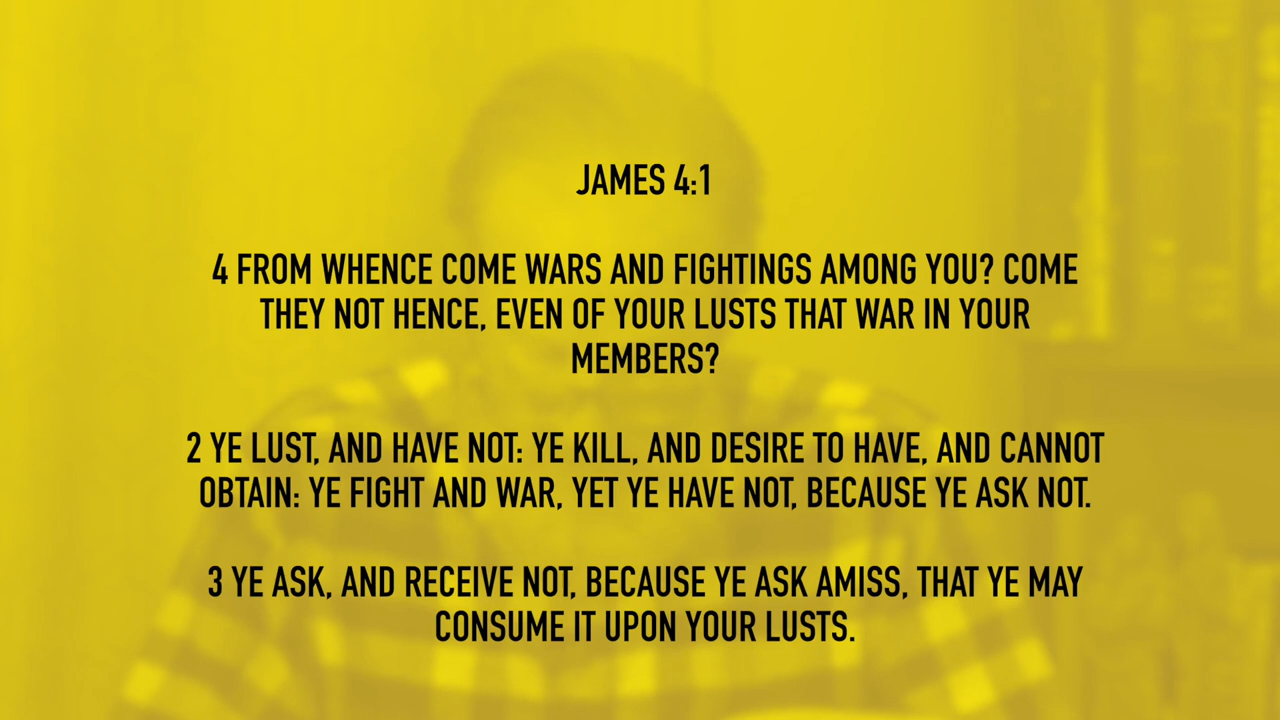 JAMES 4:1
4 FROM WHENCE COME WARS AND FIGHTINGS AMONG YOU? COME
THEY NOT HENCE, EVEN OF YOUR LUSTS THAT WAR IN YOUR
MEMBERS?
2 YE LUST, AND HAVE NOT: YE KILL, AND DESIRE TO HAVE, AND CANNOT
OBTAIN: YE FIGHT AND WAR, YET YE HAVE NOT, BECAUSE YE ASK NOT.
3 YE ASK, AND RECEIVE NOT, BECAUSE YE ASK AMISS, THAT YE MAY
CONSUME IT UPON YOUR LUSTS.